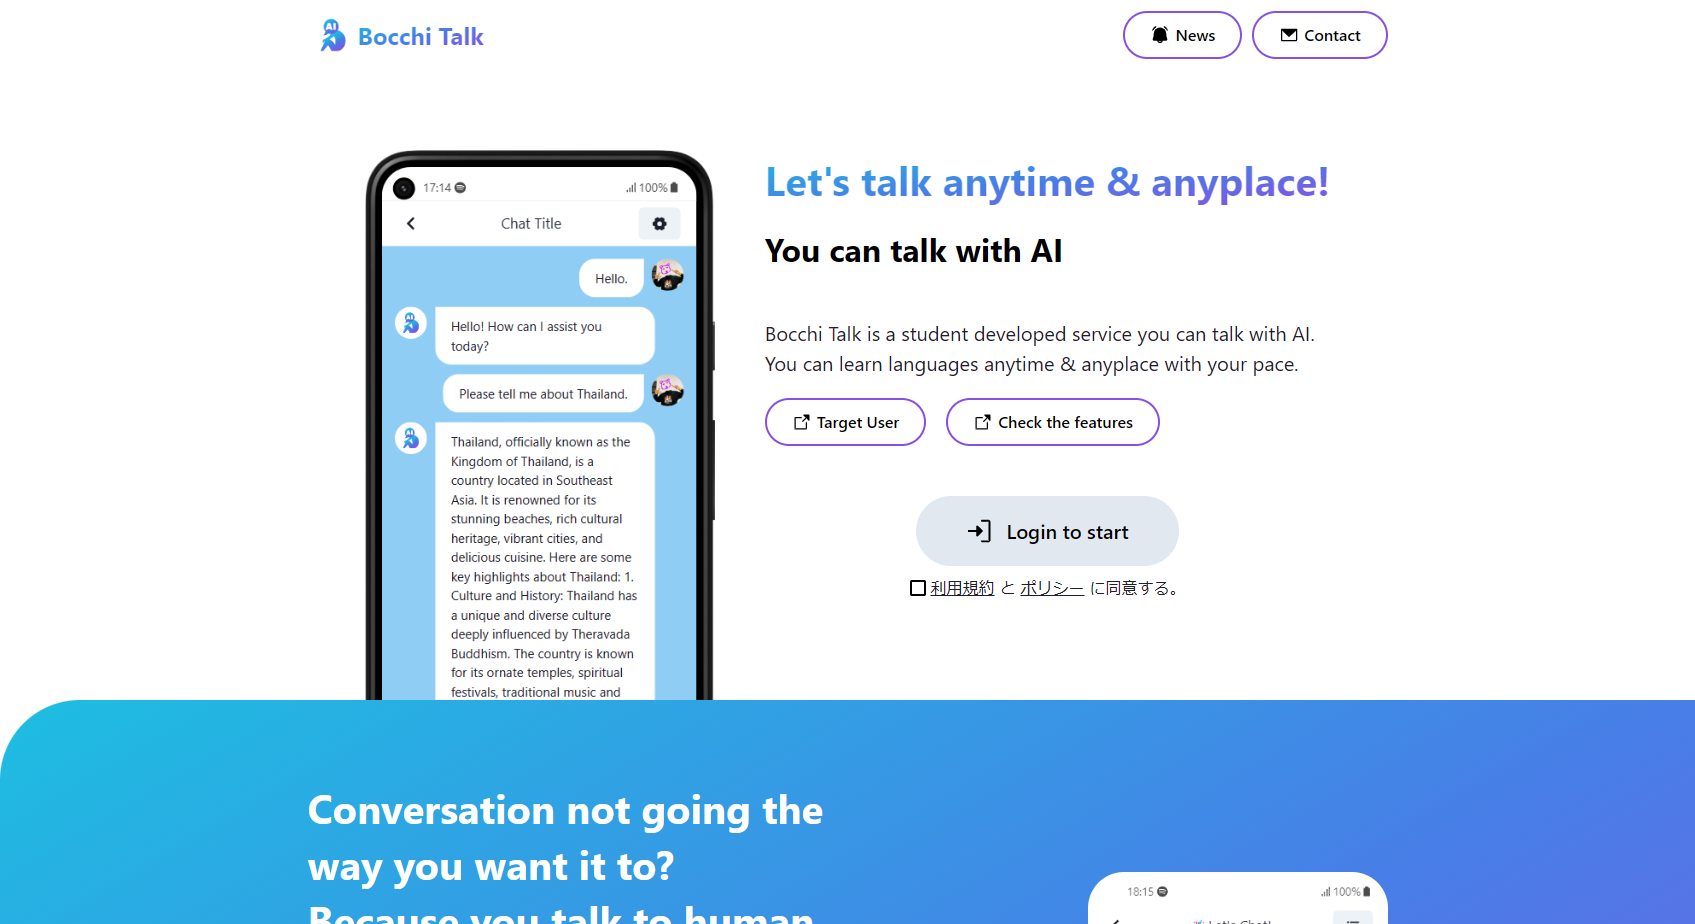 Bocchi Talk
News
Contact
17:14
100%
Chat Title
Hello.
Hello! How can I assist you
today?
Please tell me about Thailand.
Thailand, officially known as the
Kingdom of Thailand, is a
country located in Southeast
Asia. It is renowned for its
stunning beaches, rich cultural
heritage, vibrant cities, and
delicious cuisine. Here are some
key highlights about Thailand: 1.
Culture and History: Thailand has
a unique and diverse culture
deeply influenced by Theravada
Buddhism. The country is known
for its ornate temples, spiritual
festivals, traditional music and
Let's talk anytime & anyplace!
You can talk with AI
Bocchi Talk is a student developed service you can talk with AI.
You can learn languages anytime & anyplace with your pace.
Target User
Check the features
Login to start
利用規約 と ポリシー に同意する。
Conversation not going the
way you want it to?
Because you talk to human
18:15
100%
Let's Chat!